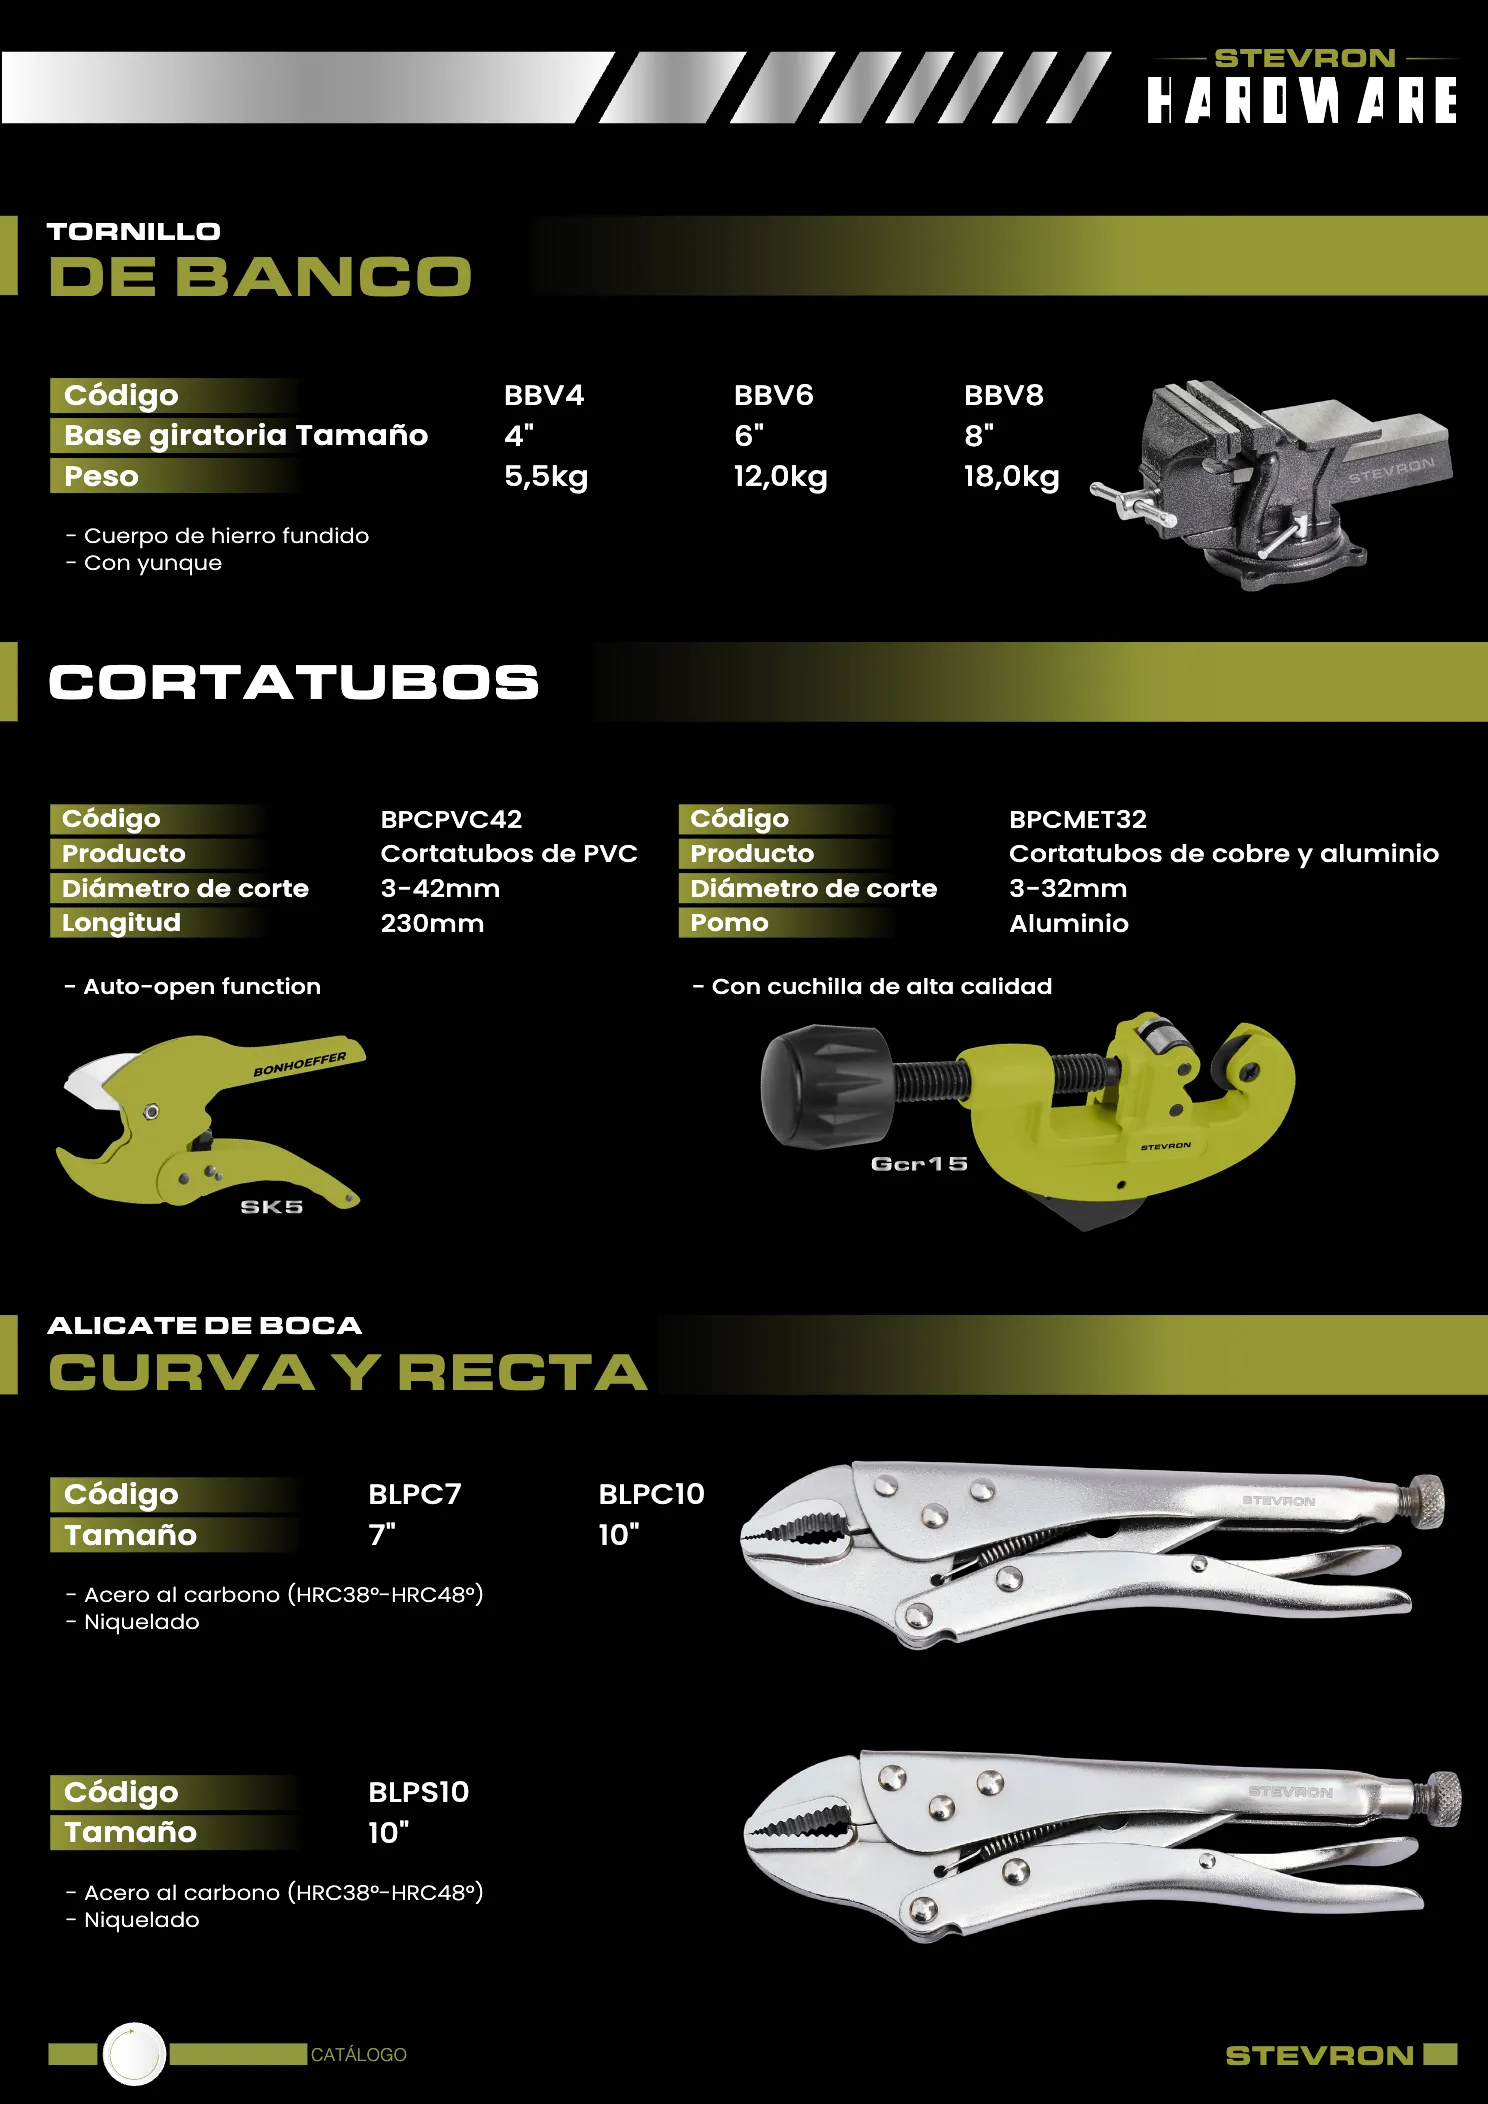 STEVRON
HARDWARE
TORNILLO
DE BANCO
Código BBV4 BBV6 BBV8
Base giratoria Tamaño 4" 6" 8"
Peso 5,5kg 12,0kg 18,0kg
- Cuerpo de hierro fundido
- Con yunque
STEVRON
CORTATUBOS
Código BPCPVC42
Producto Cortatubos de PVC
Diámetro de corte 3-42mm
Longitud 230mm
- Auto-open function
BONHOEFFER
SK5
Código BPCMET32
Producto Cortatubos de cobre y aluminio
Diámetro de corte 3-32mm
Pomo Aluminio
- Con cuchilla de alta calidad
STEVRON
Gcr15
ALICATE DE BOCA
CURVA Y RECTA
Código BLPC7 BLPC10
Tamaño 7" 10"
- Acero al carbono (HRC38°-HRC48°)
- Niquelado
STEVRON
Código BLPS10
Tamaño 10"
- Acero al carbono (HRC38°-HRC48°)
- Niquelado
STEVRON
CATÁLOGO
STEVRON